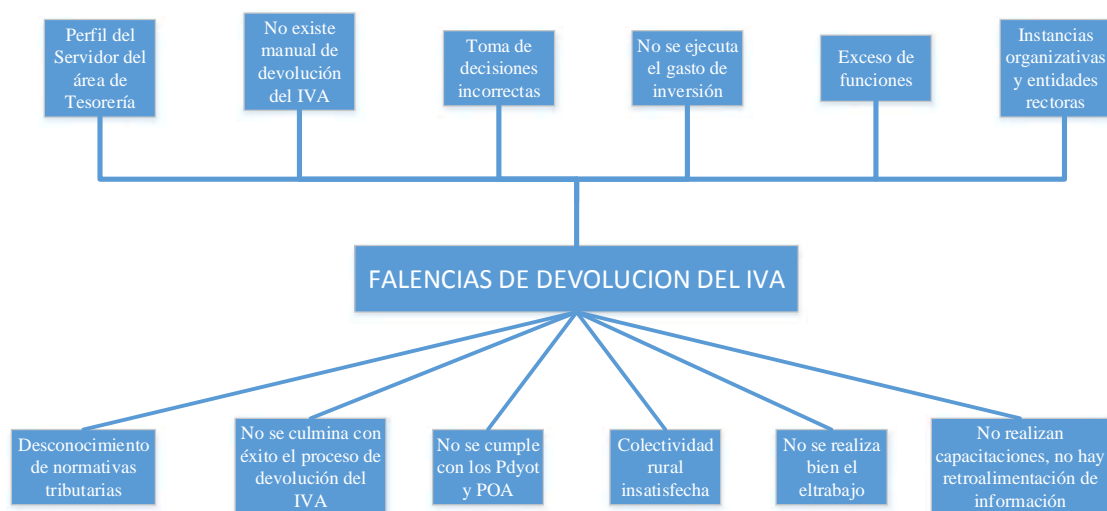 Perfil del
Servidor del
área de
Tesorería
No existe
manual de
devolución
del IVA
Toma de
decisiones
incorrectas
No se ejecuta
el gasto de
inversión
Exceso de
funciones
Instancias
organizativas
y entidades
rectoras
FALENCIAS DE DEVOLUCION DEL IVA
Desconocimiento
de normativas
tributarias
No se culmina con
éxito el proceso de
devolución del
IVA
No se cumple
con los Pdyot
y POA
Colectividad
rural
insatisfecha
No se realiza
bien el
eltrabajo
No realizan
capacitaciones, no hay
retroalimentación de
información